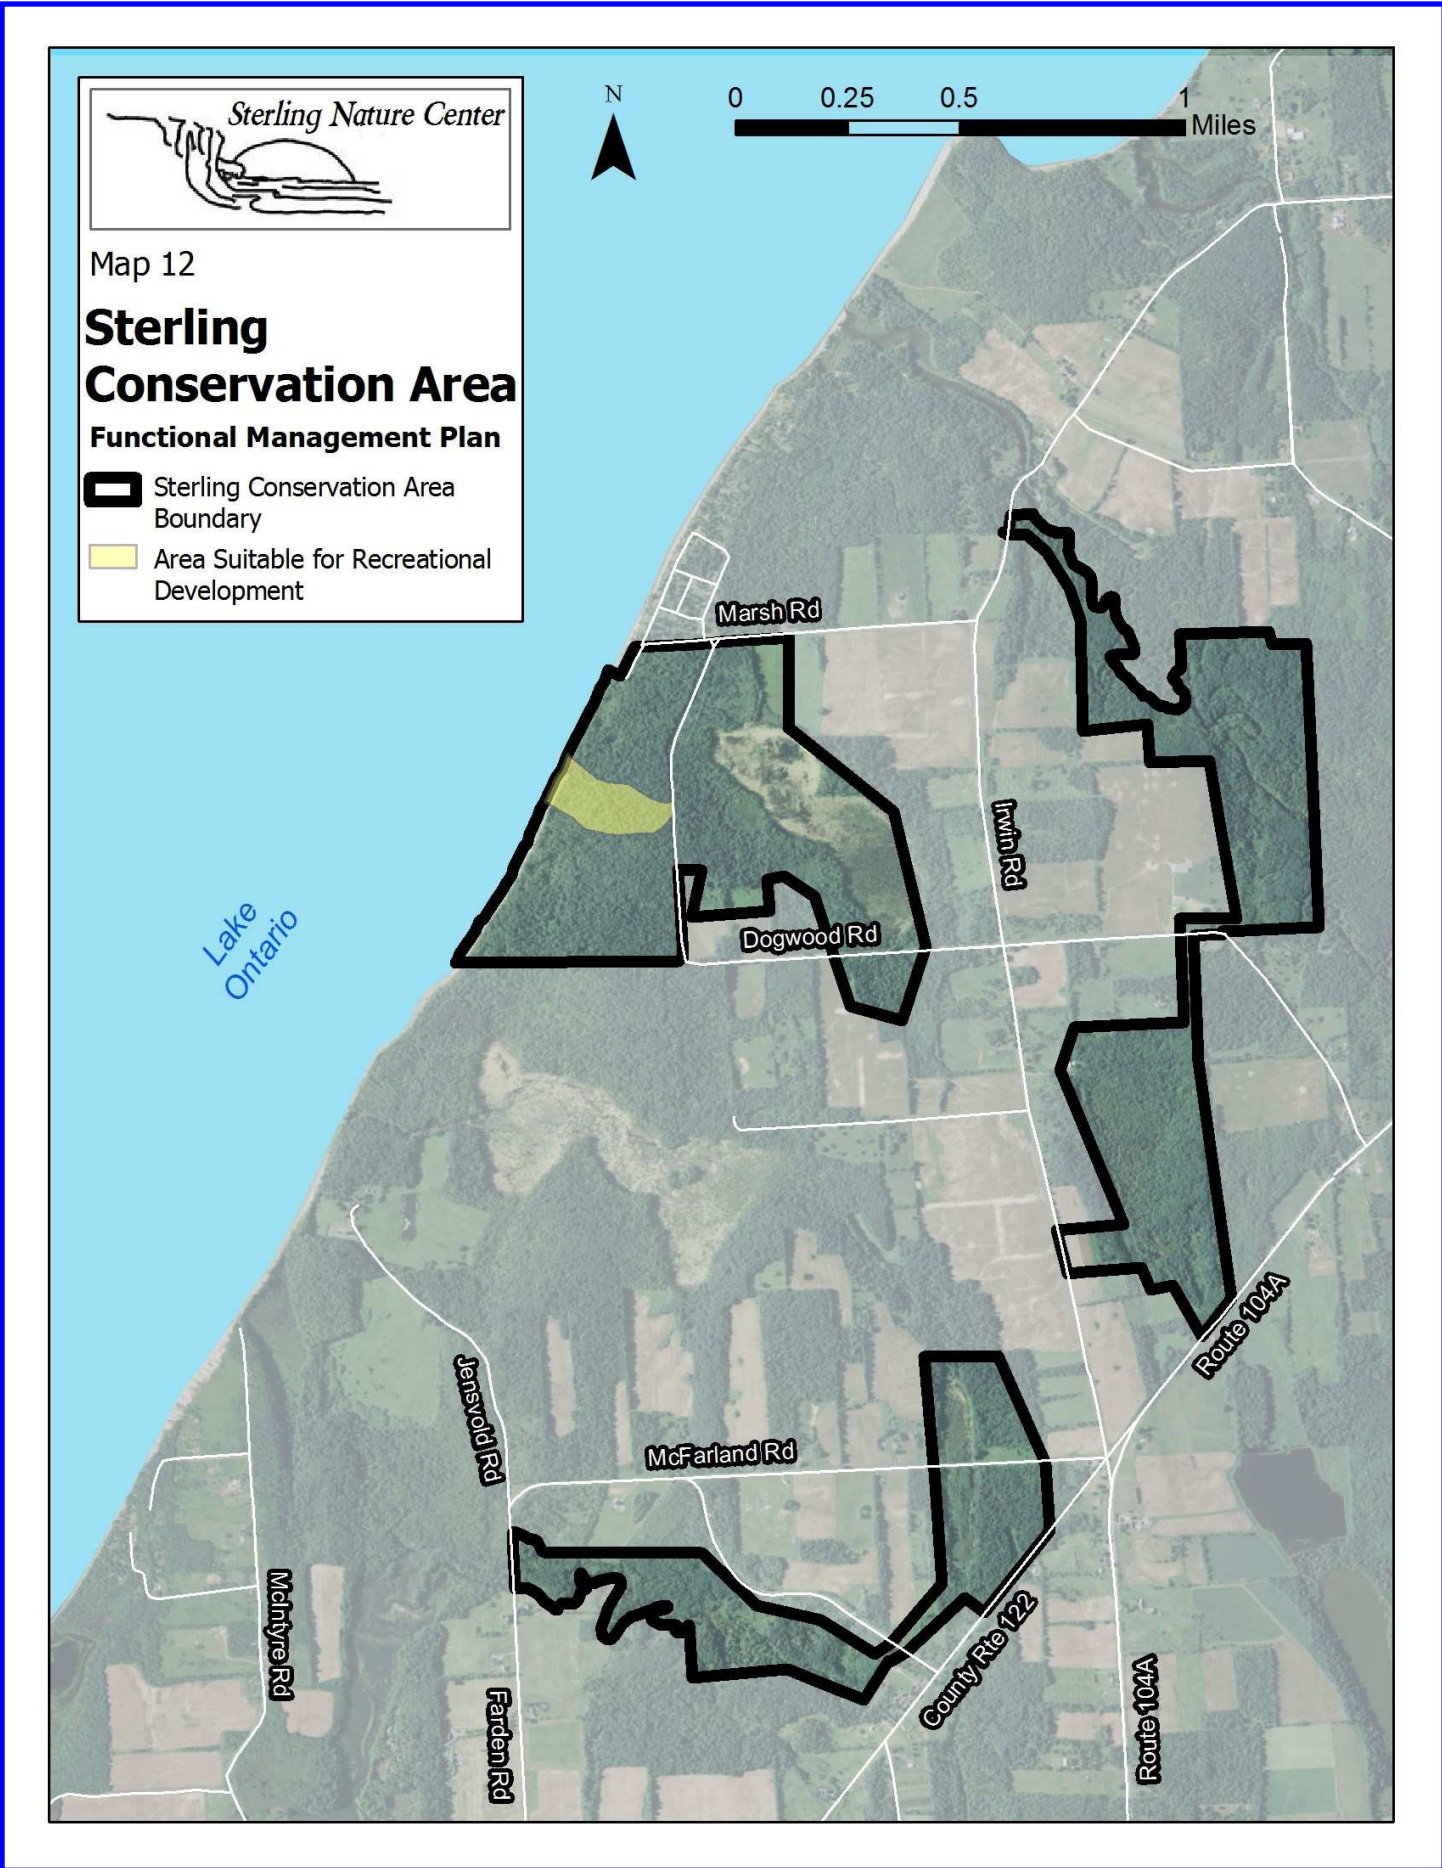 Sterling Nature Center
Map 12
Sterling
Conservation Area
Functional Management Plan
Sterling Conservation Area
Boundary
Area Suitable for Recreational
Development
N
0 0.25 0.5 1
Miles
Marsh Rd
Irwin Rd
Dogwood Rd
Lake
Ontario
Route 104A
Jensvold Rd
McFarland Rd
McIntyre Rd
County Rte 122
Farden Rd
Route 104A